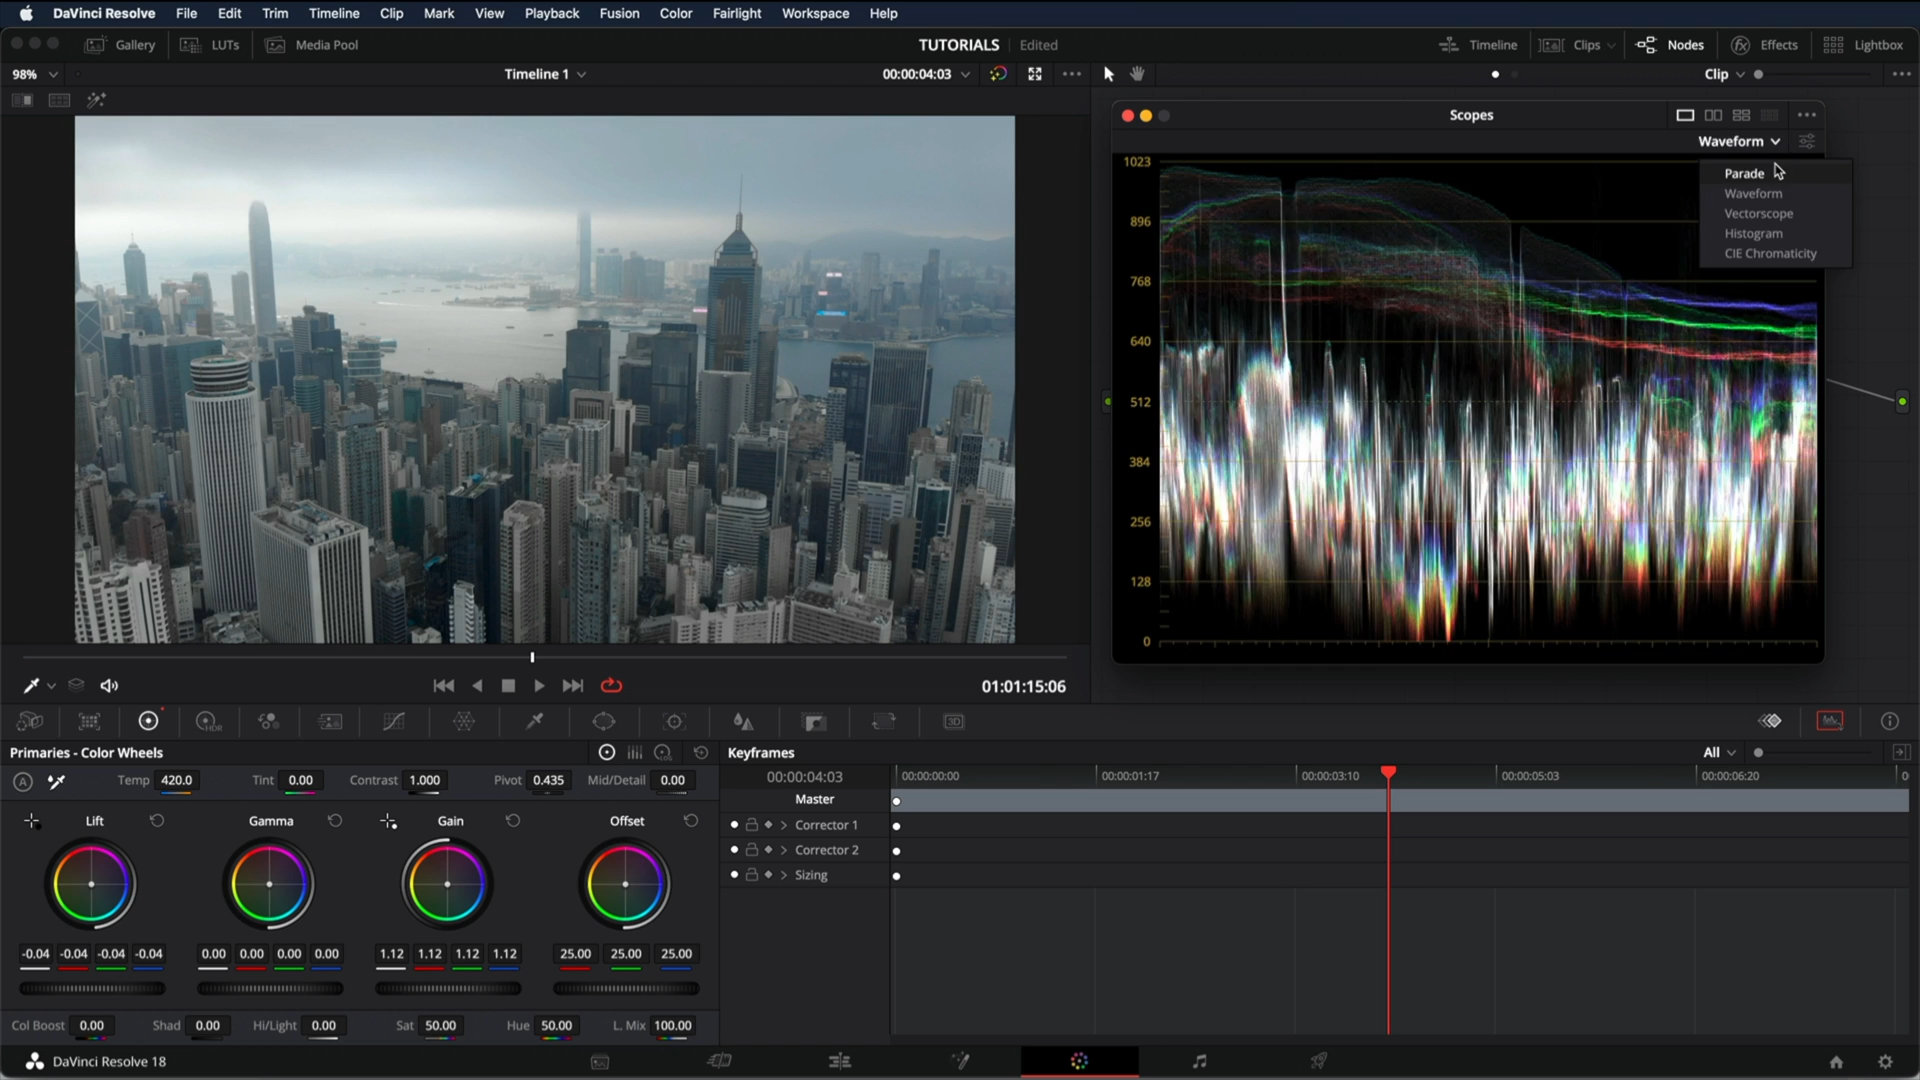 DaVinci Resolve File Edit Trim Timeline Clip Mark View Playback Fusion Color Fairlight Workspace Help
Gallery LUTs Media Pool TUTORIALS Edited Timeline Clips Nodes Effects Lightbox
98% Timeline 1 00:00:04:03 Clip
Scopes
Waveform
Parade
Waveform
Vectorscope
Histogram
CIE Chromaticity
1023
896
768
640
512
384
256
128
0
01:01:15:06
HDR
3D
Primaries - Color Wheels
LOG
Temp 420.0 Tint 0.00 Contrast 1.000 Pivot 0.435 Mid/Detail 0.00
A
Lift Gamma Gain Offset
-0.04 -0.04 -0.04 -0.04 0.00 0.00 0.00 0.00 1.12 1.12 1.12 1.12 25.00 25.00 25.00
Col Boost 0.00 Shad 0.00 Hi/Light 0.00 Sat 50.00 Hue 50.00 L. Mix 100.00
Keyframes All
00:00:04:03 00:00:00:00 00:00:01:17 00:00:03:10 00:00:05:03 00:00:06:20 0
Master
Corrector 1
Corrector 2
Sizing
DaVinci Resolve 18